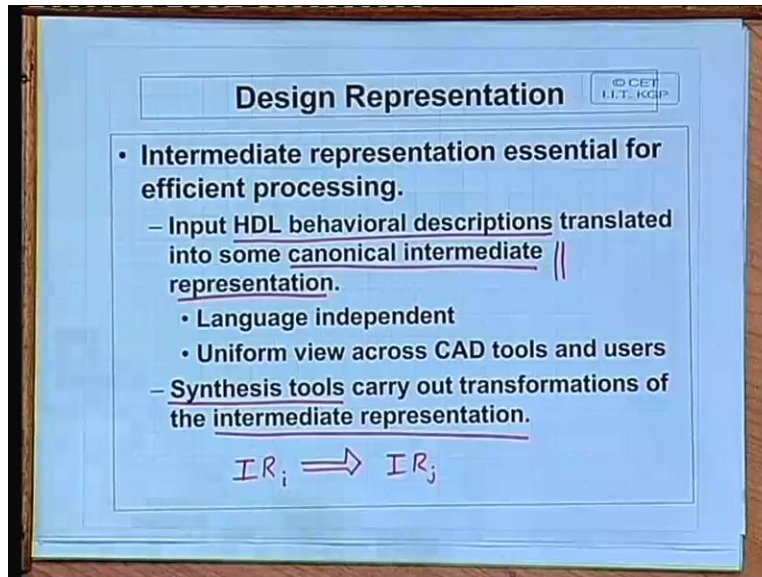 Design Representation
© CET
I.I.T. KGP
• Intermediate representation essential for
efficient processing.
– Input HDL behavioral descriptions translated
into some canonical intermediate
representation.
• Language independent
• Uniform view across CAD tools and users
– Synthesis tools carry out transformations of
the intermediate representation.
IRi ⇒ IRj